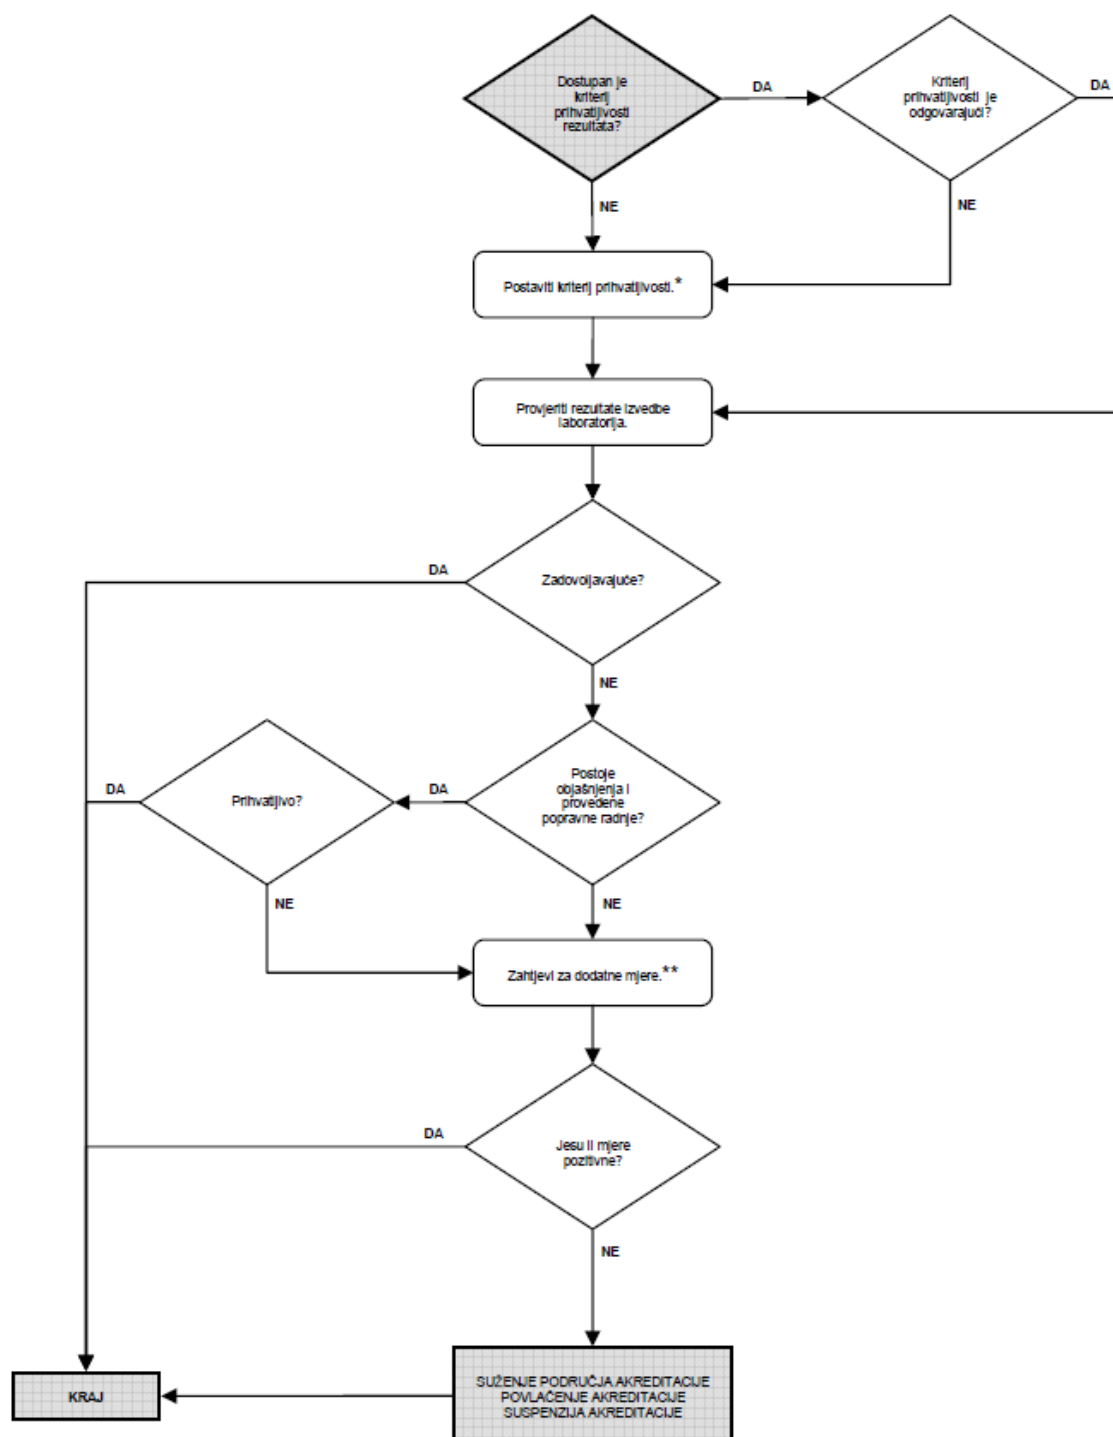 Dostupan je
kriterij
prihvatljivosti
rezultata?
DA
Kriterij
prihvatljivosti je
odgovarajući?
DA
NE
NE
Postaviti kriterij prihvatljivosti.*
Provjeriti rezultate izvedbe
laboratorija.
DA
Zadovoljavajuće?
NE
DA
Prihvatljivo?
DA
Postoje
objašnjenja i
provedene
popravne radnje?
NE
NE
Zahtjevi za dodatne mjere.**
DA
Jesu li mjere
pozitivne?
NE
KRAJ
SUŽENJE PODRUČJA AKREDITACIJE
POVLAČENJE AKREDITACIJE
SUSPENZIJA AKREDITACIJE